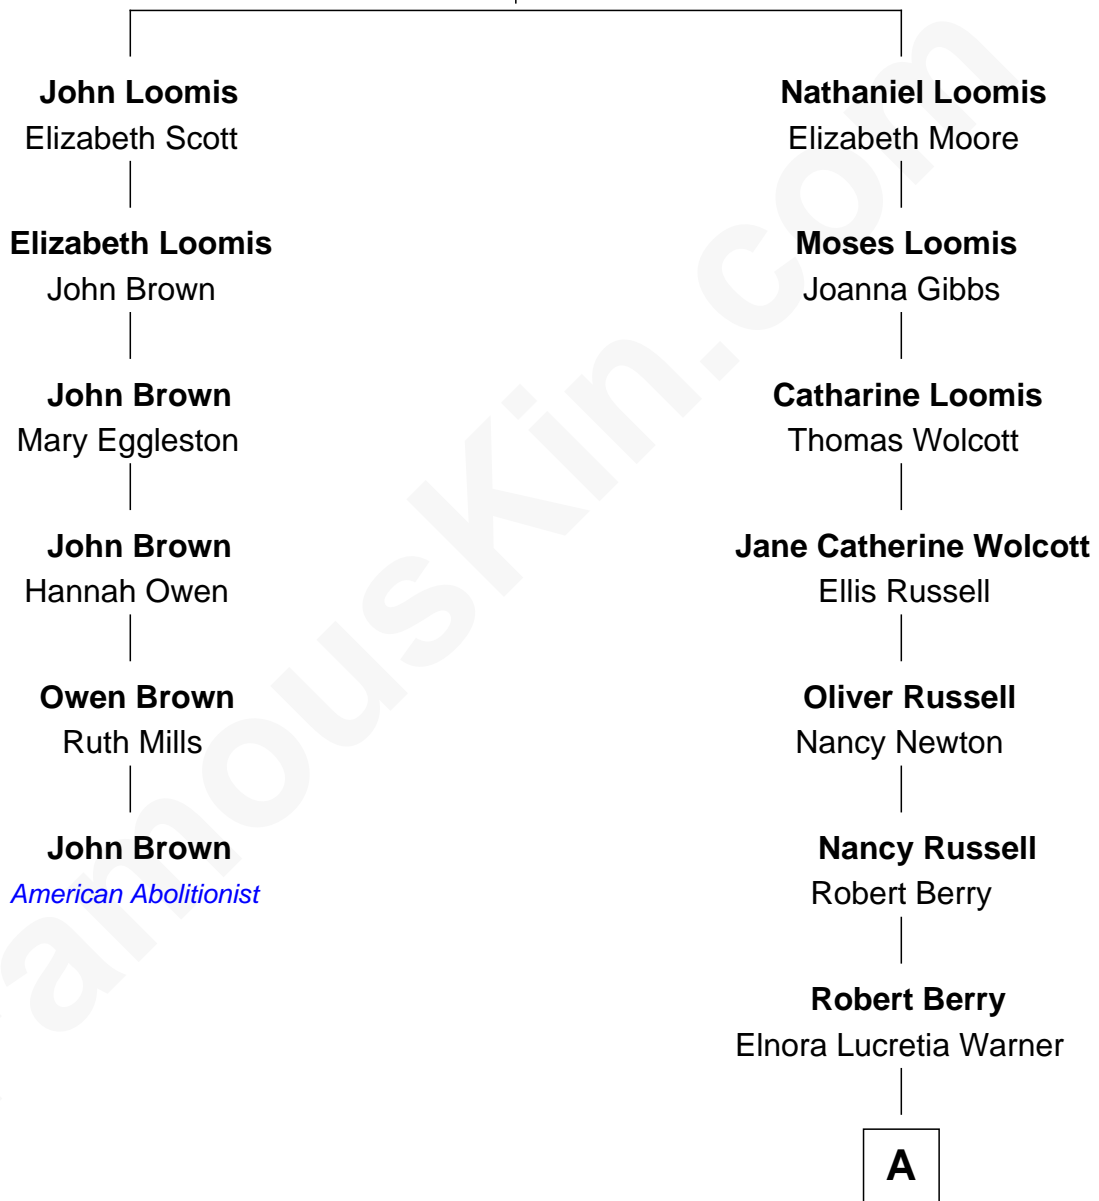 John Loomis
Elizabeth Scott
Elizabeth Loomis
John Brown
John Brown
Mary Eggleston
John Brown
Hannah Owen
Owen Brown
Ruth Mills
John Brown
American Abolitionist
Nathaniel Loomis
Elizabeth Moore
Moses Loomis
Joanna Gibbs
Catharine Loomis
Thomas Wolcott
Jane Catherine Wolcott
Ellis Russell
Oliver Russell
Nancy Newton
Nancy Russell
Robert Berry
Robert Berry
Elnora Lucretia Warner
A
amouskin.com